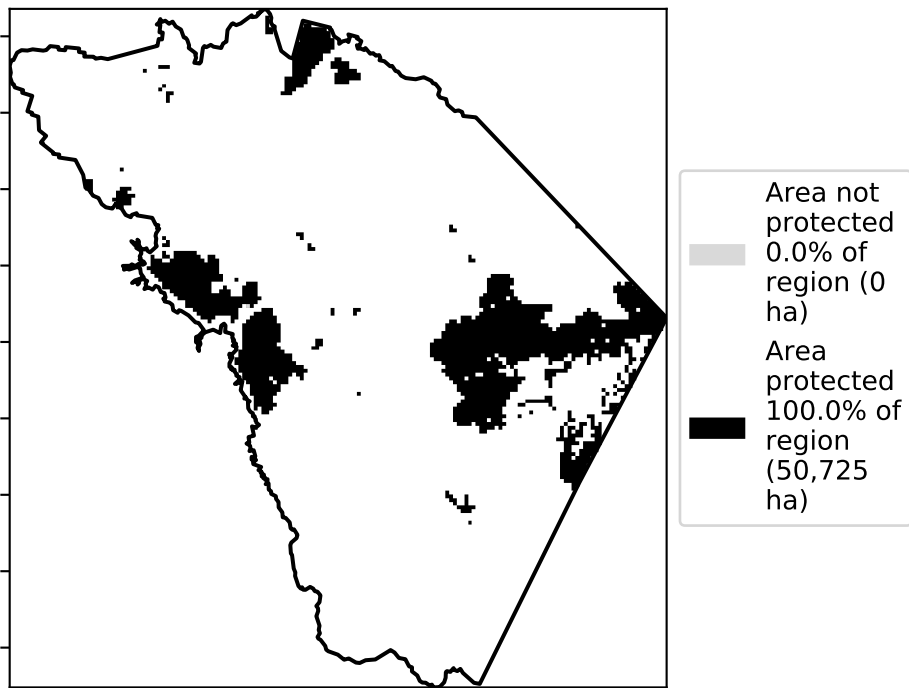 Area not
protected
0.0% of
region (0
ha)
Area
protected
100.0% of
region
(50,725
ha)